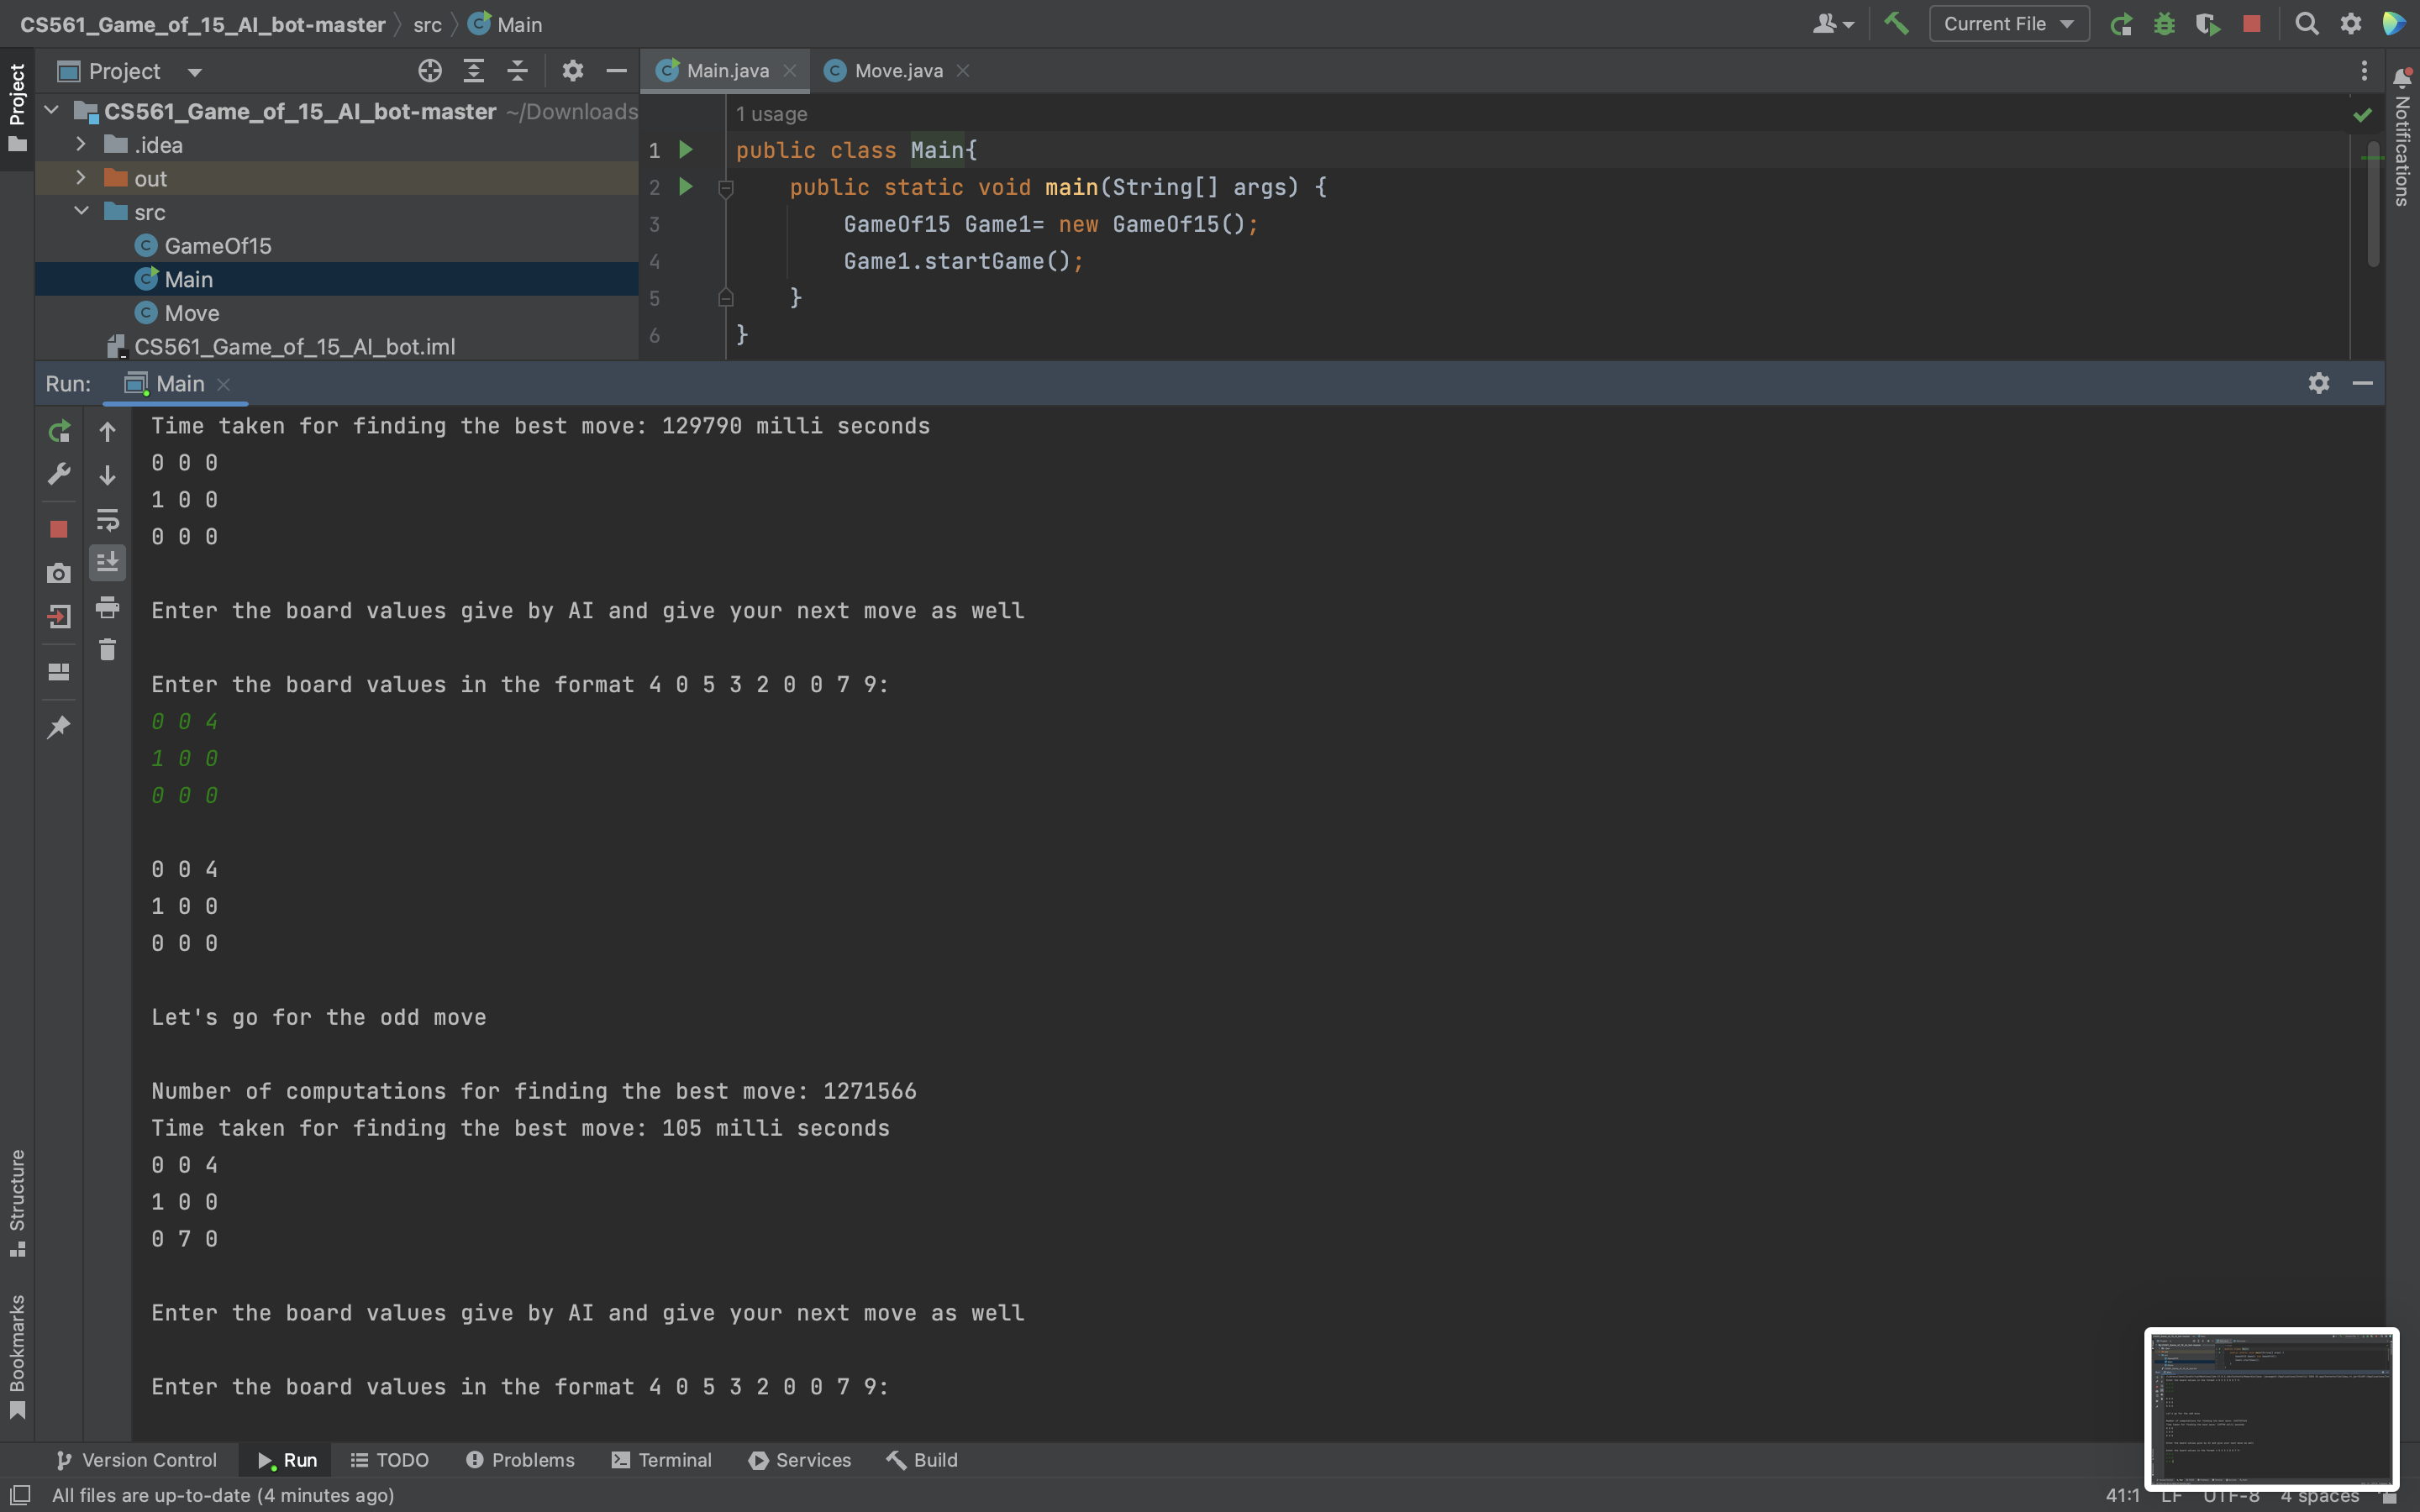 CS561_Game_of_15_AI_bot-master
src
Main
Current File
Project
Project
Main.java
Move.java
Notifications
CS561_Game_of_15_AI_bot-master ~/Downloads
.idea
out
src
GameOf15
Main
Move
CS561_Game_of_15_AI_bot.iml
1 usage
1 public class Main{
2 public static void main(String[] args) {
3 GameOf15 Game1= new GameOf15();
4 Game1.startGame();
5 }
6 }
Run: Main
Time taken for finding the best move: 129790 milli seconds
0 0 0
1 0 0
0 0 0
Enter the board values give by AI and give your next move as well
Enter the board values in the format 4 0 5 3 2 0 0 7 9:
0 0 4
1 0 0
0 0 0
0 0 4
1 0 0
0 0 0
Let's go for the odd move
Number of computations for finding the best move: 1271566
Time taken for finding the best move: 105 milli seconds
0 0 4
1 0 0
0 7 0
Enter the board values give by AI and give your next move as well
Enter the board values in the format 4 0 5 3 2 0 0 7 9:
Structure
Bookmarks
Version Control
Run
TODO
Problems
Terminal
Services
Build
All files are up-to-date (4 minutes ago)
41:1 LF UTF-8 4 spaces